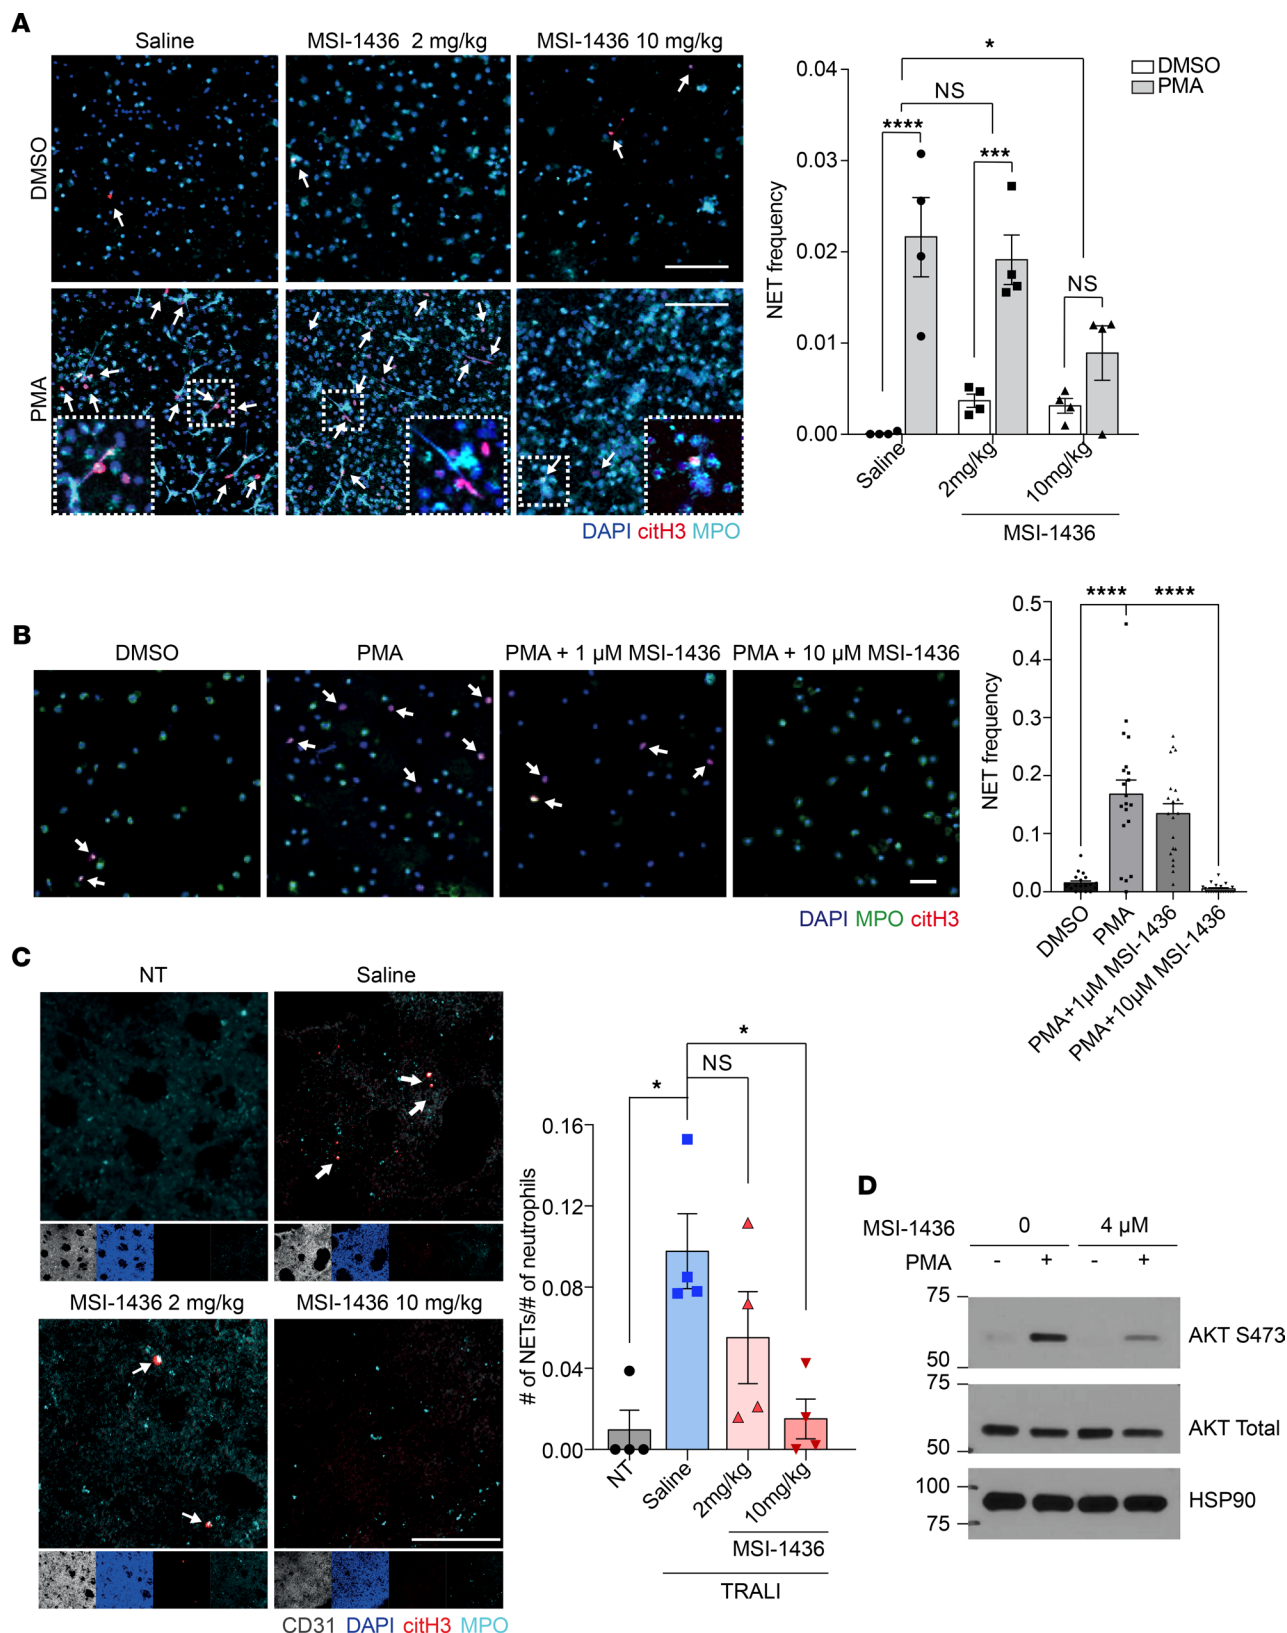 A
Saline
MSI-1436 2 mg/kg
MSI-1436 10 mg/kg
DMSO
PMA
DAPI citH3 MPO
NET frequency
0.04
0.03
0.02
0.01
0.00
****
NS
***
*
NS
DMSO
PMA
Saline
2mg/kg
10mg/kg
MSI-1436
B
DMSO
PMA
PMA + 1 µM MSI-1436
PMA + 10 µM MSI-1436
DAPI MPO citH3
NET frequency
0.5
0.4
0.3
0.2
0.1
0.0
****
****
DMSO
PMA
PMA+1µM MSI-1436
PMA+10µM MSI-1436
C
NT
Saline
MSI-1436 2 mg/kg
MSI-1436 10 mg/kg
CD31 DAPI citH3 MPO
# of NETs/# of neutrophils
0.16
0.12
0.08
0.04
0.00
*
NS
*
NT
Saline
2mg/kg
10mg/kg
MSI-1436
TRALI
D
MSI-1436 0 4 µM
PMA - + - +
75
50
AKT S473
75
50
AKT Total
100
75
HSP90